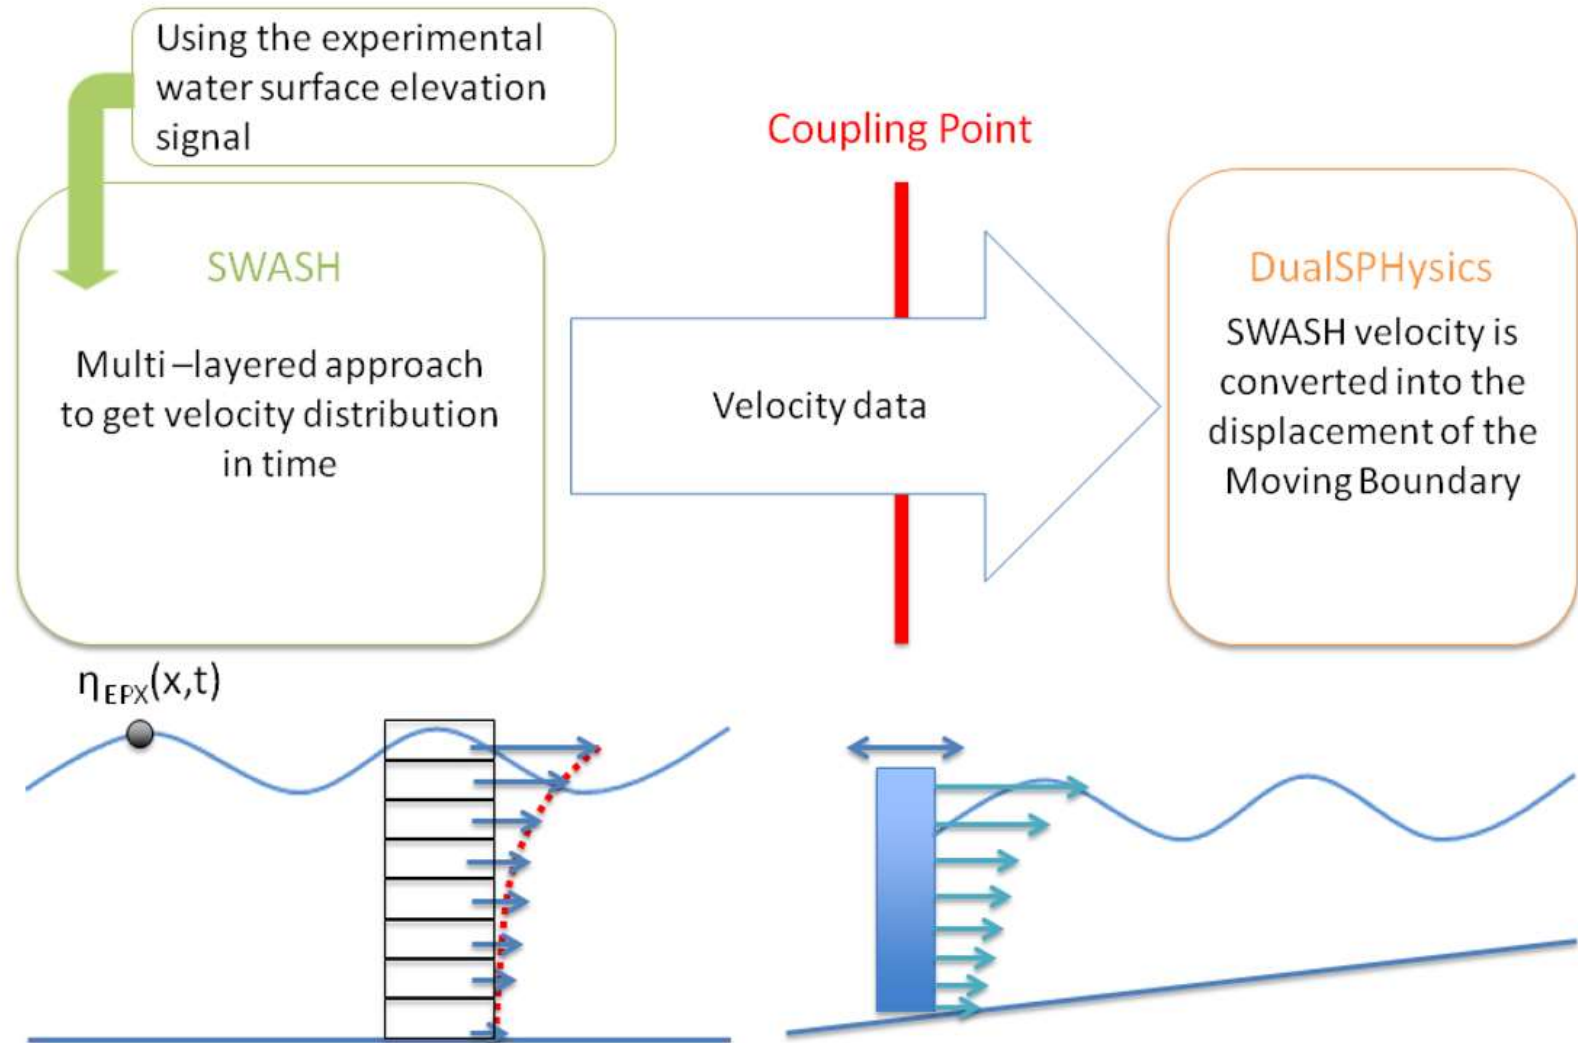 Using the experimental
water surface elevation
signal
Coupling Point
SWASH
Multi –layered approach
to get velocity distribution
in time
Velocity data
DualSPHysics
SWASH velocity is
converted into the
displacement of the
Moving Boundary
ηEPX(x,t)